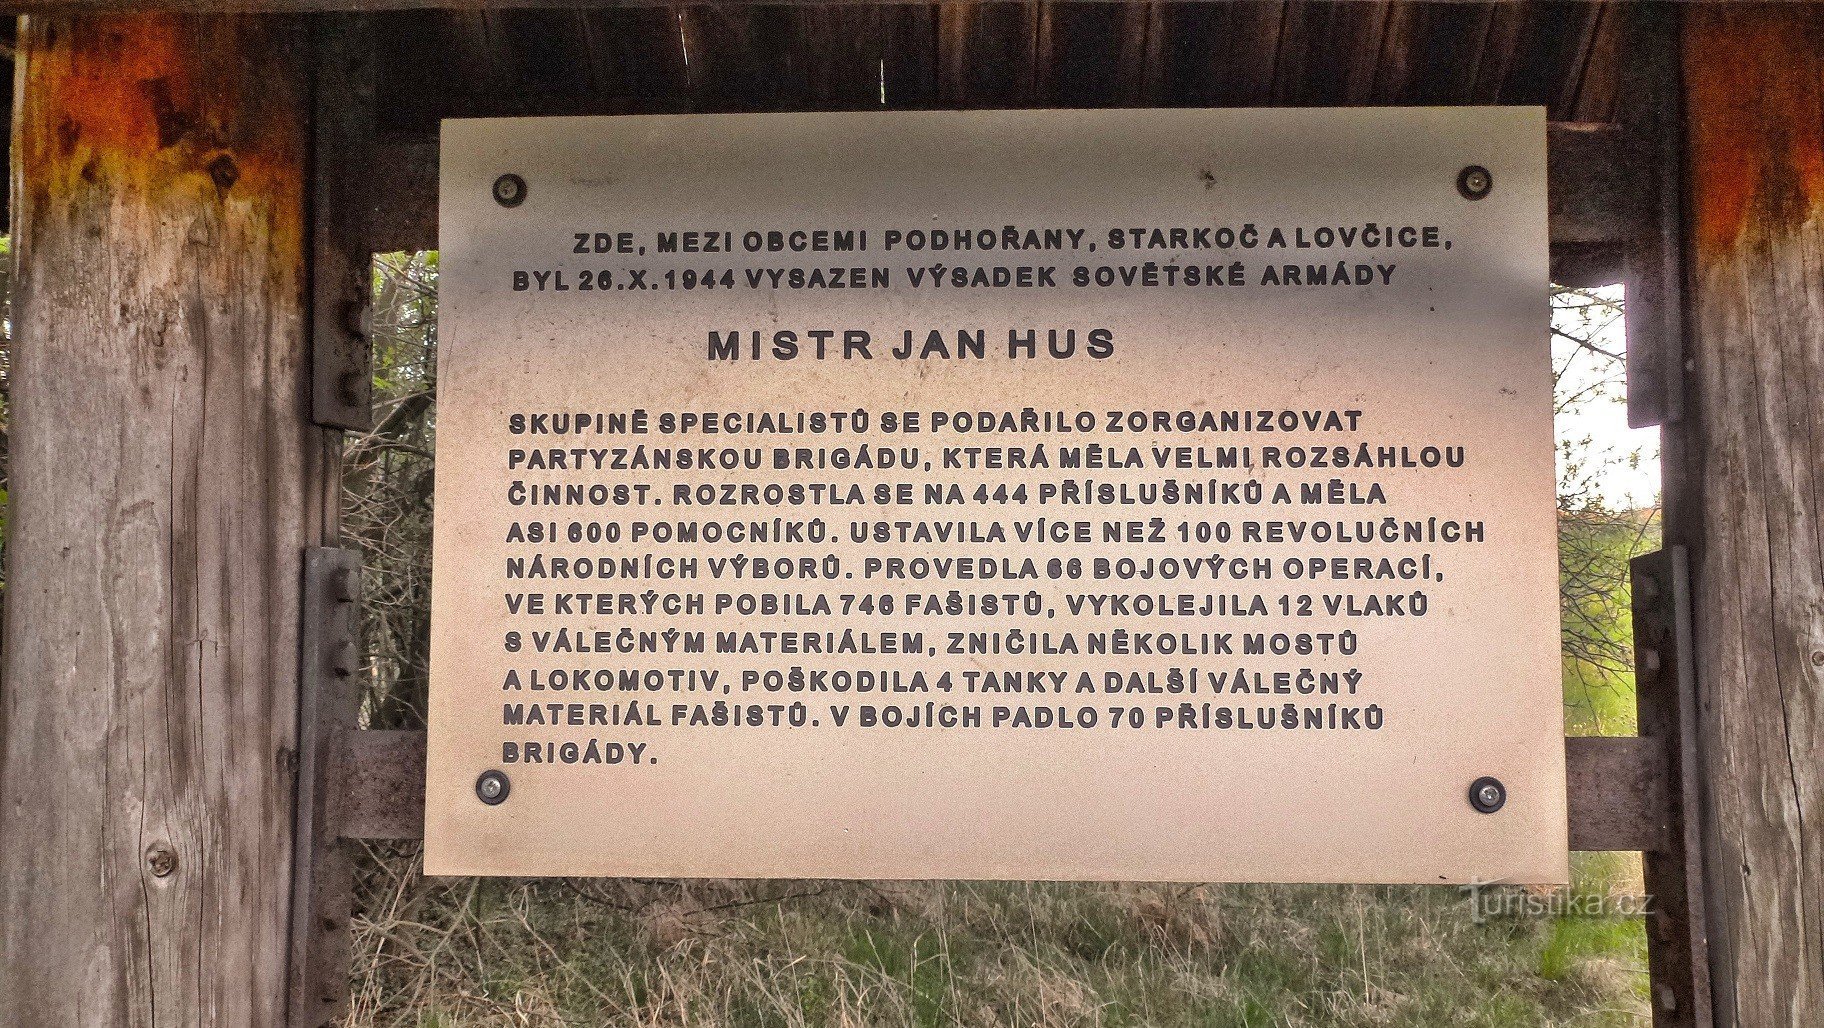 ZDE, MEZI OBCEMI PODHOŘANY, STARKOČ A LOVČICE,
BYL 26.X.1944 VYSAZEN VÝSADEK SOVĚTSKÉ ARMÁDY
MISTR JAN HUS
SKUPINĚ SPECIALISTŮ SE PODAŘILO ZORGANIZOVAT
PARTYZÁNSKOU BRIGÁDU, KTERÁ MĚLA VELMI ROZSÁHLOU
ČINNOST. ROZROSTLA SE NA 444 PŘÍSLUŠNÍKŮ A MĚLA
ASI 600 POMOCNÍKŮ. USTAVILA VÍCE NEŽ 100 REVOLUČNÍCH
NÁRODNÍCH VÝBORŮ. PROVEDLA 66 BOJOVÝCH OPERACÍ,
VE KTERÝCH POBILA 746 FAŠISTŮ, VYKOLEJILA 12 VLAKŮ
S VÁLEČNÝM MATERIÁLEM, ZNIČILA NĚKOLIK MOSTŮ
A LOKOMOTIV, POŠKODILA 4 TANKY A DALŠÍ VÁLEČNÝ
MATERIÁL FAŠISTŮ. V BOJÍCH PADLO 70 PŘÍSLUŠNÍKŮ
BRIGÁDY.
Turistika.cz